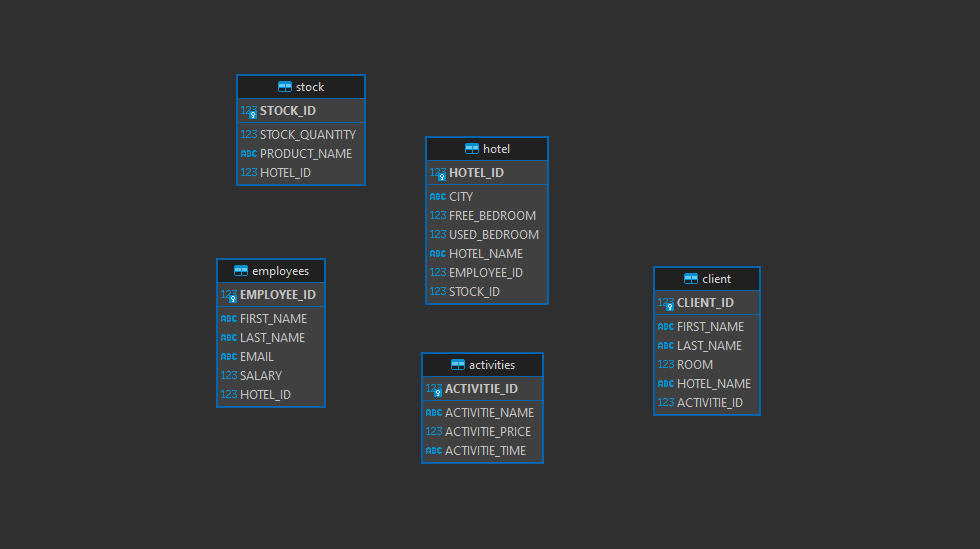 stock
123 STOCK_ID
123 STOCK_QUANTITY
ABC PRODUCT_NAME
123 HOTEL_ID
hotel
123 HOTEL_ID
ABC CITY
123 FREE_BEDROOM
123 USED_BEDROOM
ABC HOTEL_NAME
123 EMPLOYEE_ID
123 STOCK_ID
employees
123 EMPLOYEE_ID
ABC FIRST_NAME
ABC LAST_NAME
ABC EMAIL
123 SALARY
123 HOTEL_ID
client
123 CLIENT_ID
ABC FIRST_NAME
ABC LAST_NAME
123 ROOM
ABC HOTEL_NAME
123 ACTIVITIE_ID
activities
123 ACTIVITIE_ID
ABC ACTIVITIE_NAME
123 ACTIVITIE_PRICE
ABC ACTIVITIE_TIME